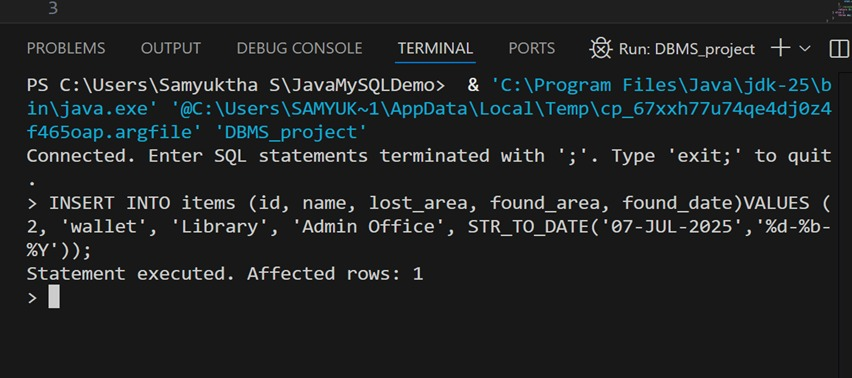 3
PROBLEMS OUTPUT DEBUG CONSOLE TERMINAL PORTS Run: DBMS_project
PS C:\Users\Samyuktha S\JavaMySQLDemo>  & 'C:\Program Files\Java\jdk-25\b
in\java.exe' '@C:\Users\SAMYUK~1\AppData\Local\Temp\cp_67xxh77u74qe4dj0z4
f465oap.argfile' 'DBMS_project'
Connected. Enter SQL statements terminated with ';'. Type 'exit;' to quit
.
> INSERT INTO items (id, name, lost_area, found_area, found_date)VALUES (
2, 'wallet', 'Library', 'Admin Office', STR_TO_DATE('07-JUL-2025','%d-%b-
%Y'));
Statement executed. Affected rows: 1
>